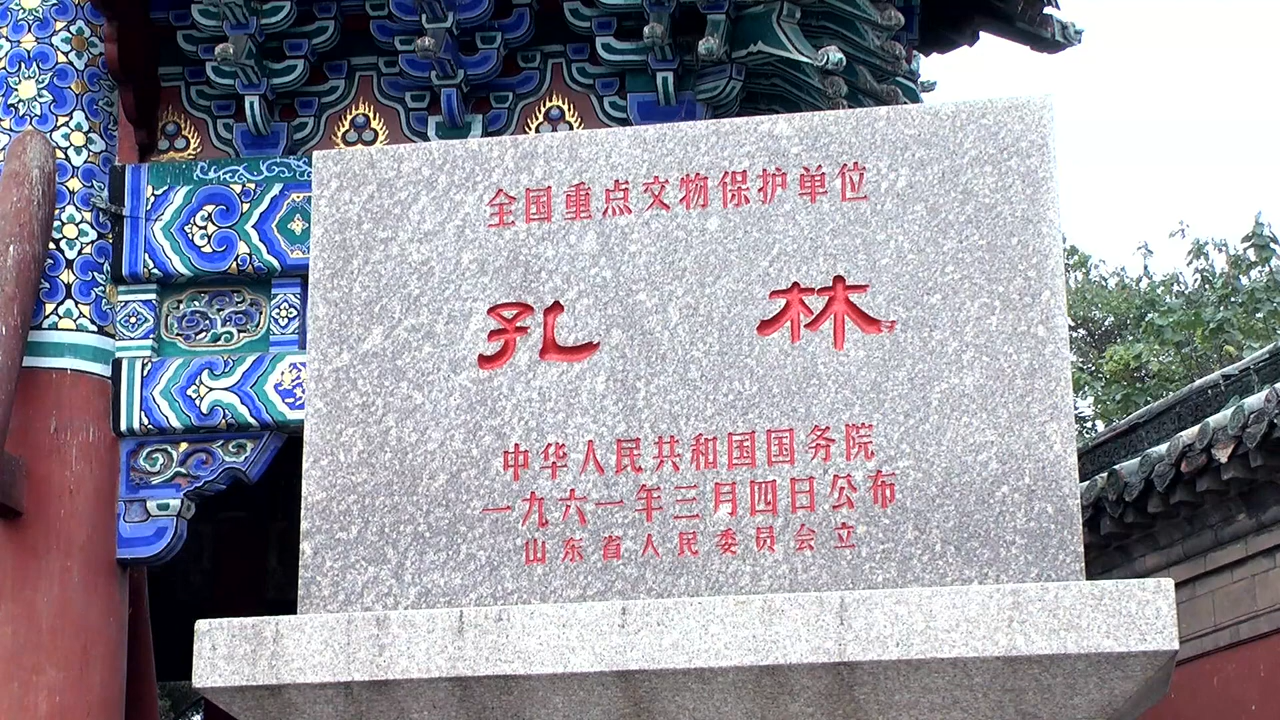 全国重点文物保护单位
孔林
中华人民共和国国务院
一九六一年三月四日公布
山东省人民委员会立